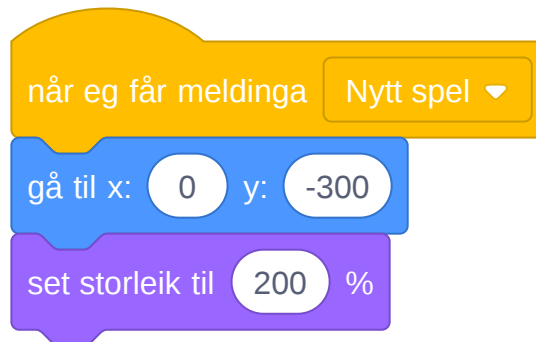 når eg får meldinga Nytt spel
gå til x: 0 y: -300
set storleik til 200 %